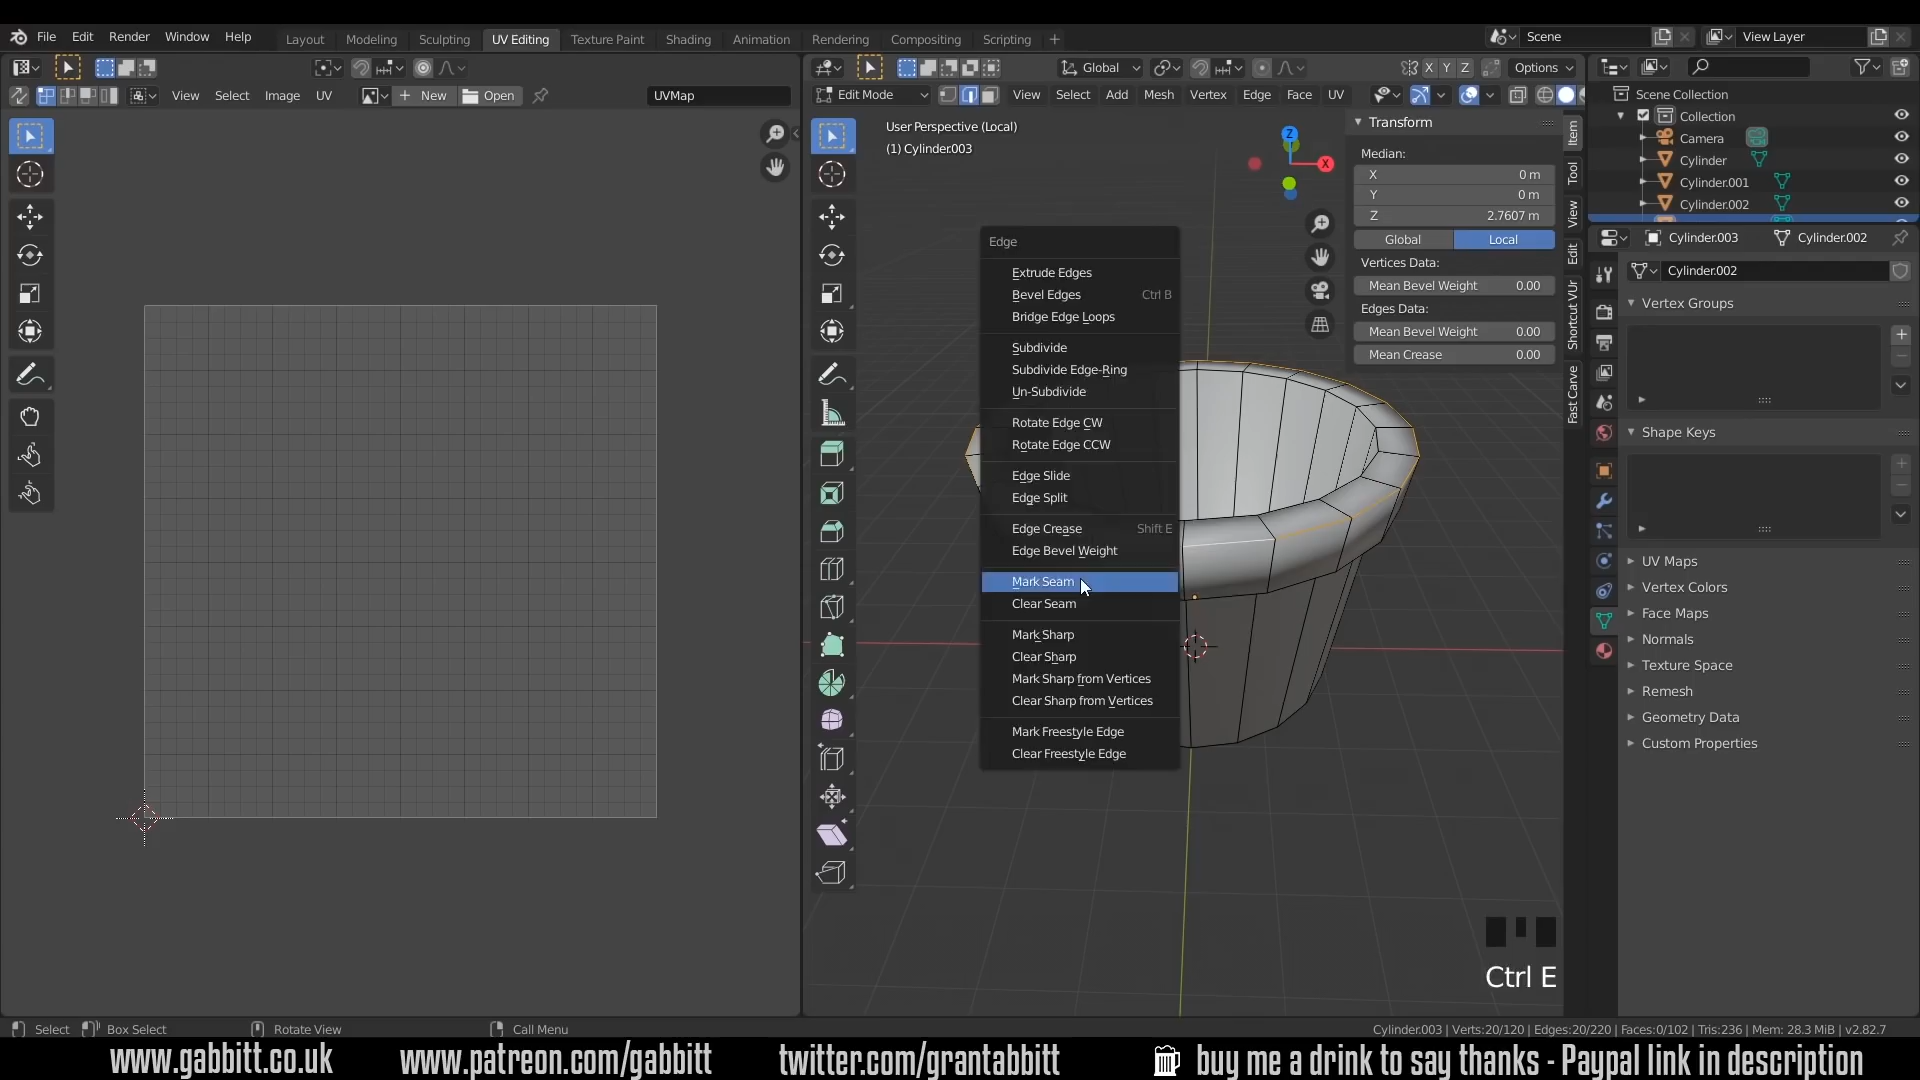 File Edit Render Window Help Layout Modeling Sculpting UV Editing Texture Paint Shading Animation Rendering Compositing Scripting + Scene View Layer
Global X Y Z Options
View Select Image UV + New Open UVMap Edit Mode View Select Add Mesh Vertex Edge Face UV
User Perspective (Local)
(1) Cylinder.003
Z
X
Edge
Extrude Edges
Bevel Edges Ctrl B
Bridge Edge Loops
Subdivide
Subdivide Edge-Ring
Un-Subdivide
Rotate Edge CW
Rotate Edge CCW
Edge Slide
Edge Split
Edge Crease Shift E
Edge Bevel Weight
Mark Seam
Clear Seam
Mark Sharp
Clear Sharp
Mark Sharp from Vertices
Clear Sharp from Vertices
Mark Freestyle Edge
Clear Freestyle Edge
Transform
Median:
X 0 m
Y 0 m
Z 2.7607 m
Global Local
Vertices Data:
Mean Bevel Weight 0.00
Edges Data:
Mean Bevel Weight 0.00
Mean Crease 0.00
Item
Tool
View
Edit
Shortcut VUr
Fast Carve
Scene Collection
Collection
Camera
Cylinder
Cylinder.001
Cylinder.002
Cylinder.003 Cylinder.002
Cylinder.002
Vertex Groups
Shape Keys
UV Maps
Vertex Colors
Face Maps
Normals
Texture Space
Remesh
Geometry Data
Custom Properties
Ctrl E
Select Box Select Rotate View Call Menu Cylinder.003 | Verts:20/120 | Edges:20/220 | Faces:0/102 | Tris:236 | Mem: 28.3 MiB | v2.82.7
www.gabbitt.co.uk www.patreon.com/gabbitt twitter.com/grantabbitt buy me a drink to say thanks - Paypal link in description